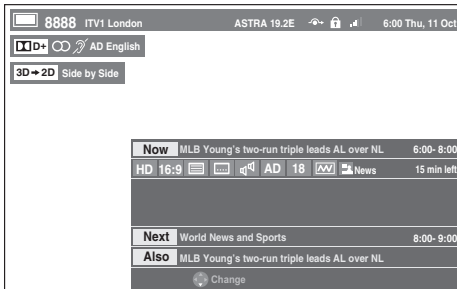 8888 ITV1 London ASTRA 19.2E 6:00 Thu, 11 Oct
D+ AD English
3D➔2D Side by Side
Now MLB Young's two-run triple leads AL over NL 6:00- 8:00
HD 16:9 AD 18 News 15 min left
Next World News and Sports 8:00- 9:00
Also MLB Young's two-run triple leads AL over NL
Change